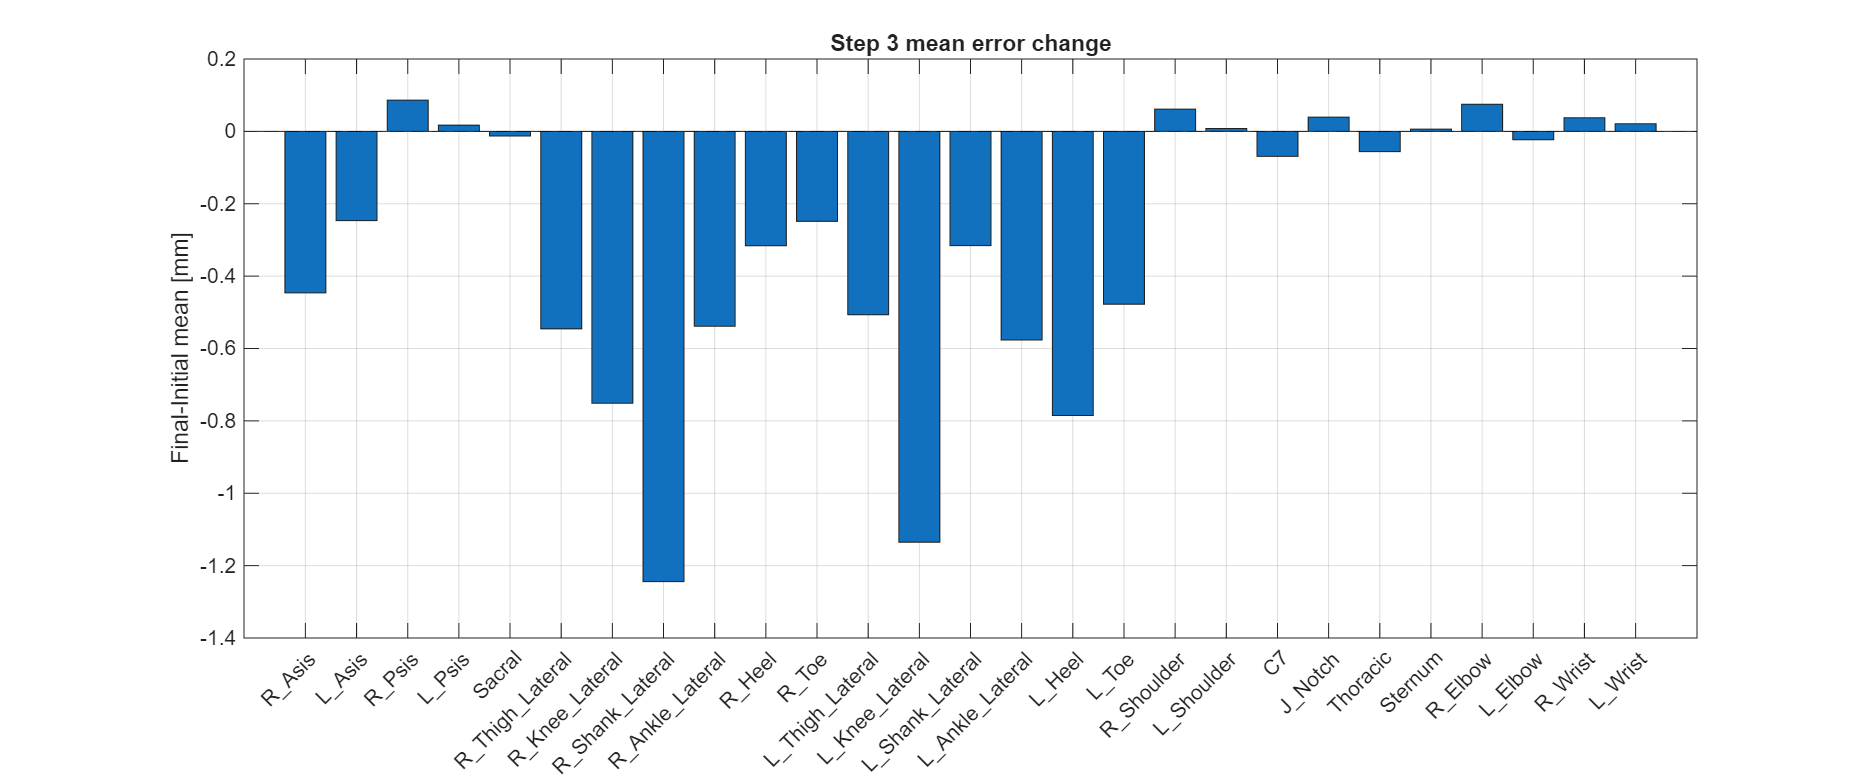 Step 3 mean error change
Final-Initial mean [mm]
0.2
0
-0.2
-0.4
-0.6
-0.8
-1
-1.2
-1.4
R_Asis
L_Asis
R_Psis
L_Psis
Sacral
R_Thigh_Lateral
R_Knee_Lateral
R_Shank_Lateral
R_Ankle_Lateral
R_Heel
R_Toe
L_Thigh_Lateral
L_Knee_Lateral
L_Shank_Lateral
L_Ankle_Lateral
L_Heel
L_Toe
R_Shoulder
L_Shoulder
C7
J_Notch
Thoracic
Sternum
R_Elbow
L_Elbow
R_Wrist
L_Wrist